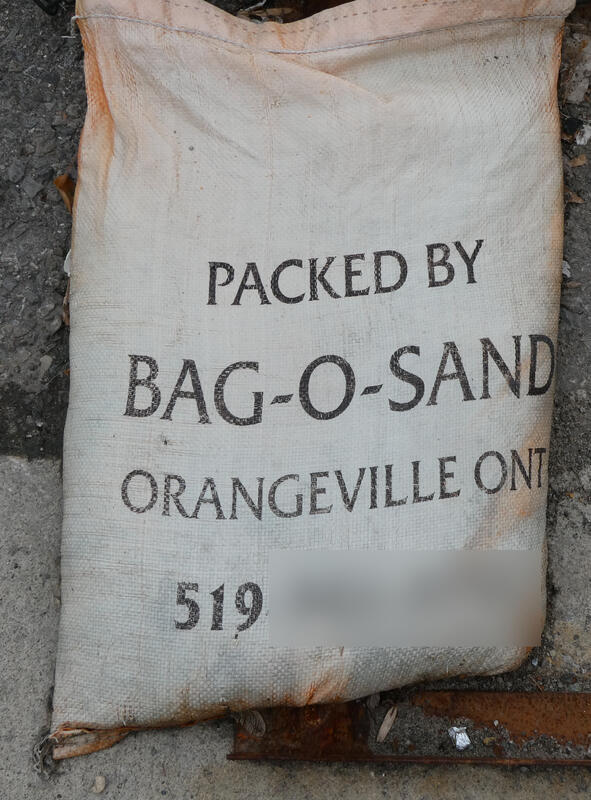 PACKED BY
BAG-O-SAND
ORANGEVILLE ONT
519